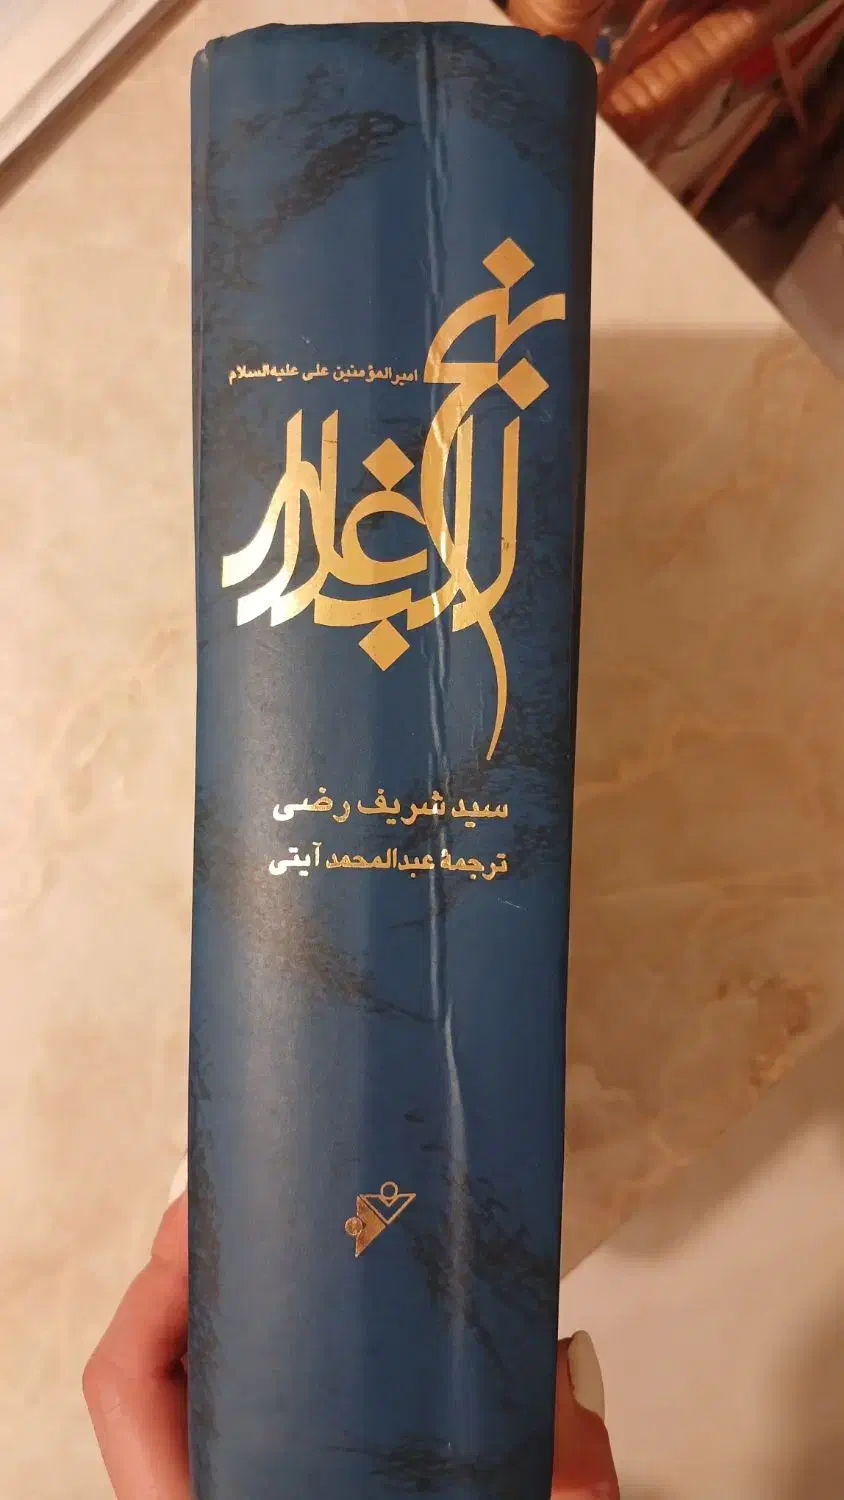 نهج البلاغه
امیرالمؤمنین علی علیه‌السلام
سید شریف رضی
ترجمهٔ عبدالمحمد آیتی